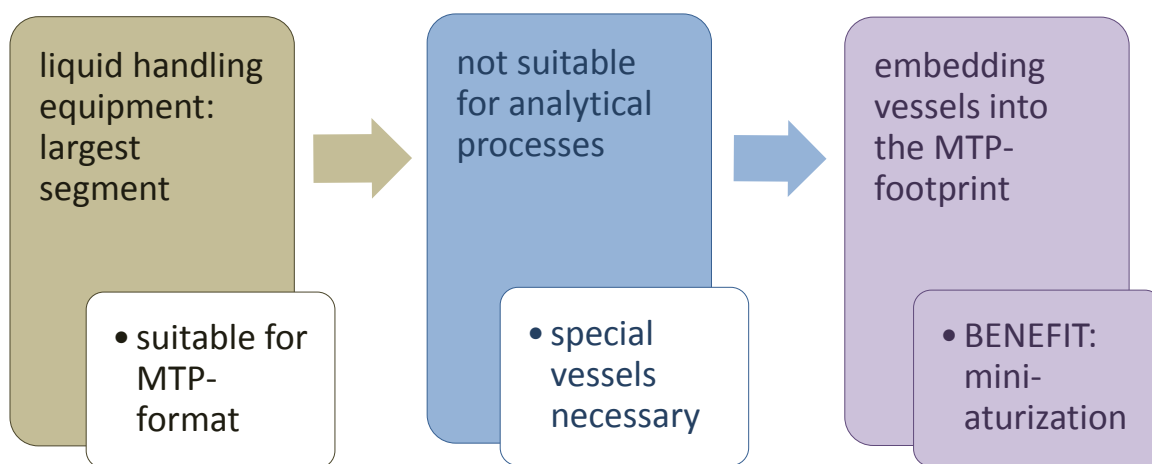 liquid handling
equipment:
largest
segment
• suitable for
MTP-
format
not suitable
for analytical
processes
• special
vessels
necessary
embedding
vessels into
the MTP-
footprint
• BENEFIT:
mini-
aturization